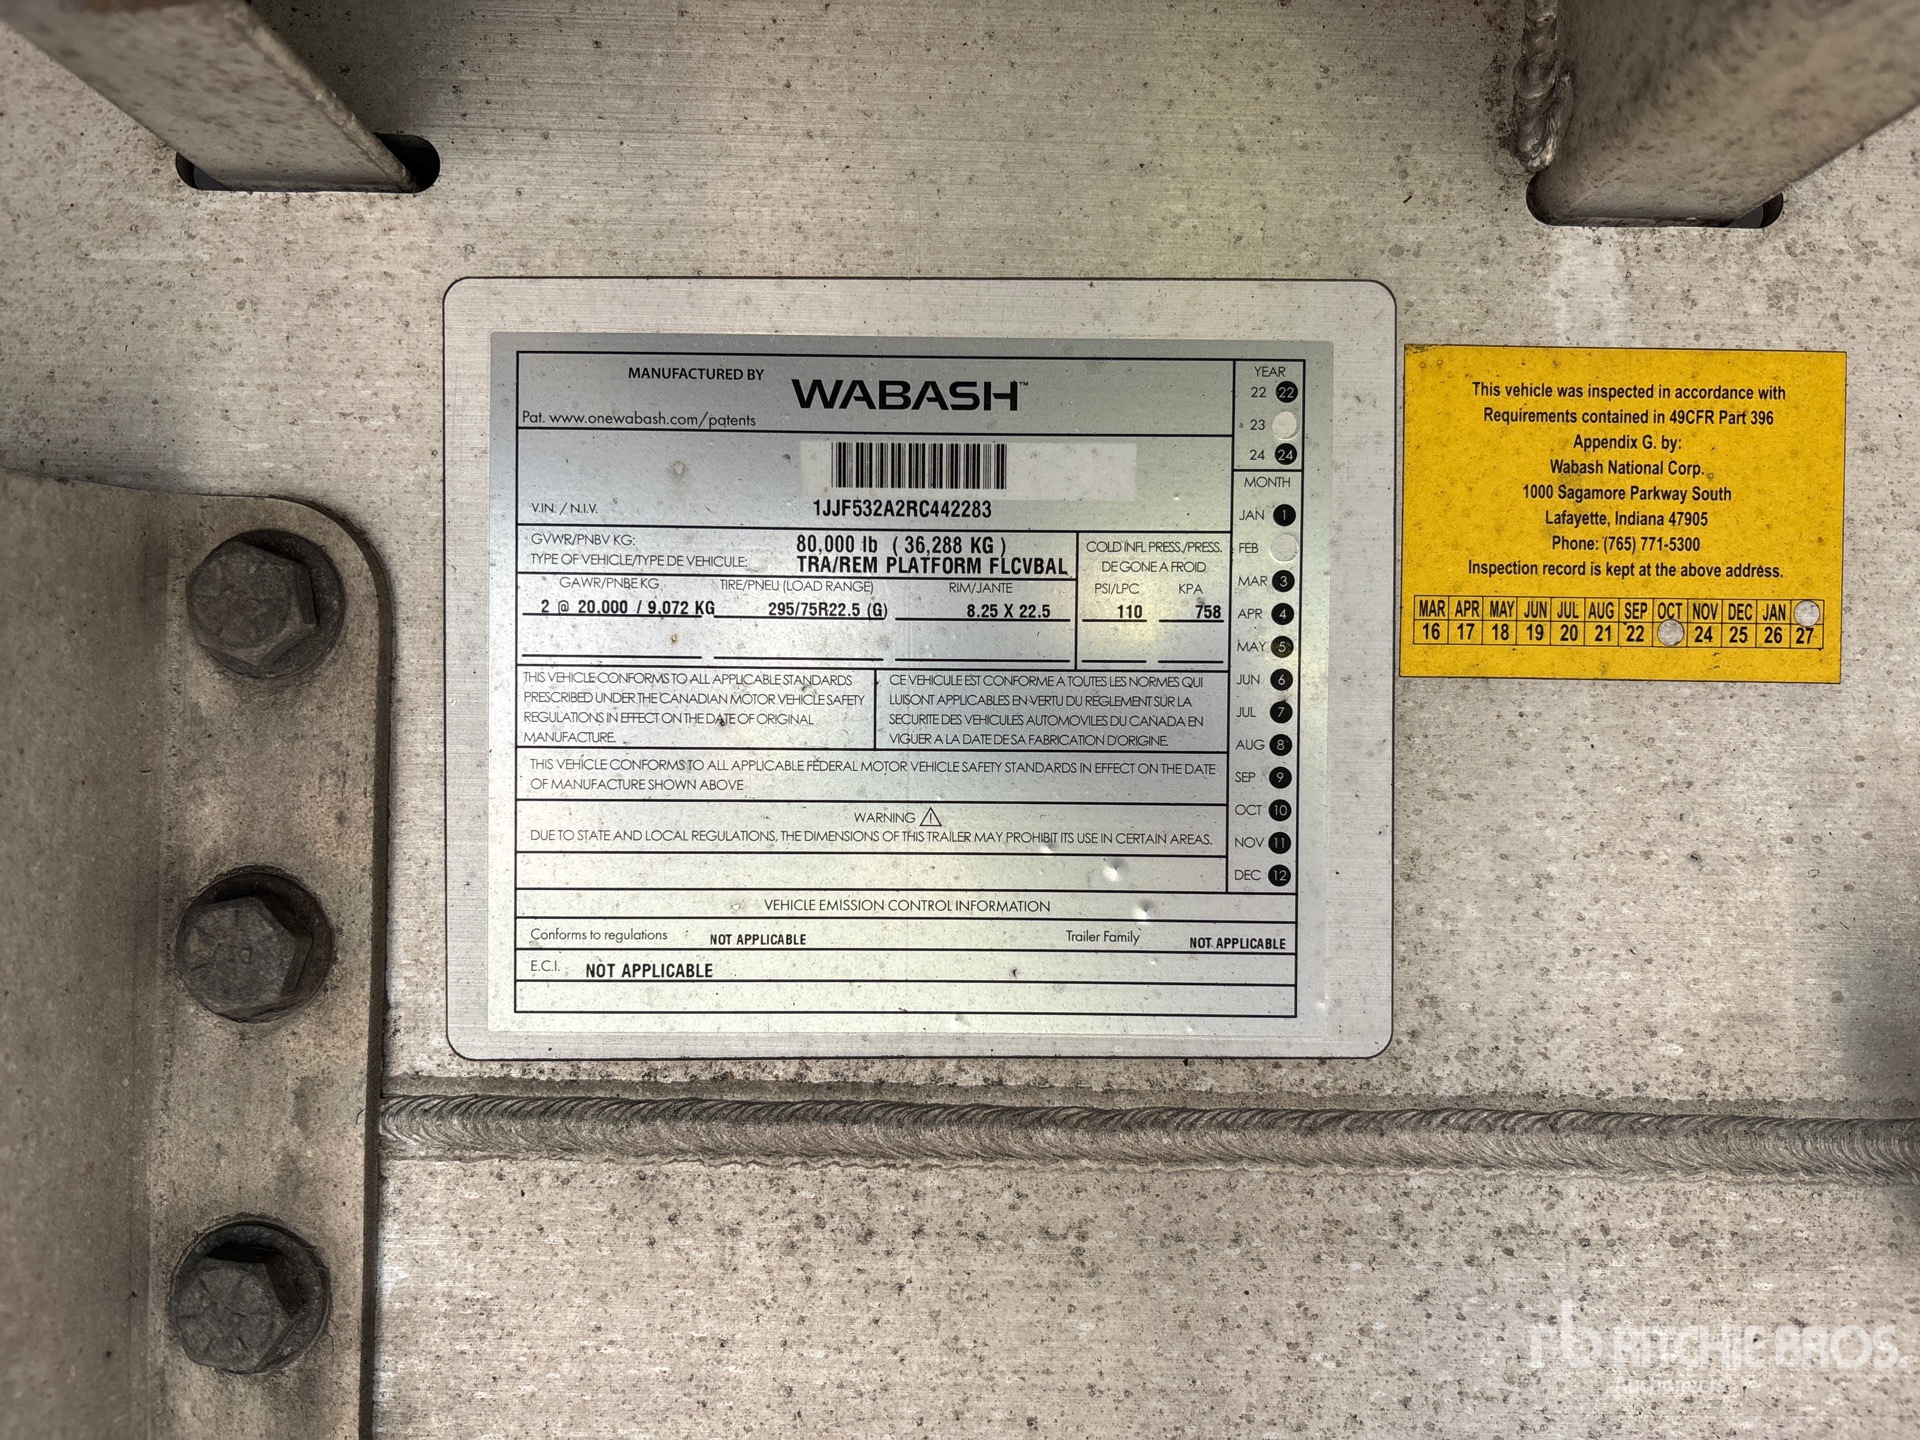 MANUFACTURED BY WABASH™
Pat. www.onewabash.com/patents
V.I.N. / N.I.V. 1JJF532A2RC442283
GVWR/PNBV KG: 80,000 lb ( 36,288 KG )
TYPE OF VEHICLE/TYPE DE VEHICULE: TRA/REM PLATFORM FLCVBAL
GAWR/PNBE KG TIRE/PNEU (LOAD RANGE) RIM/JANTE
2 @ 20,000 / 9,072 KG 295/75R22.5 (G) 8.25 X 22.5
COLD INFL PRESS./PRESS.
DE GONE A FROID
PSI/LPC KPA
110 758
THIS VEHICLE CONFORMS TO ALL APPLICABLE STANDARDS
PRESCRIBED UNDER THE CANADIAN MOTOR VEHICLE SAFETY
REGULATIONS IN EFFECT ON THE DATE OF ORIGINAL
MANUFACTURE.
CE VEHICULE EST CONFORME A TOUTES LES NORMES QUI
LUISONT APPLICABLES EN VERTU DU REGLEMENT SUR LA
SECURITE DES VEHICULES AUTOMOVILES DU CANADA EN
VIGUER A LA DATE DE SA FABRICATION D'ORIGINE.
THIS VEHICLE CONFORMS TO ALL APPLICABLE FEDERAL MOTOR VEHICLE SAFETY STANDARDS IN EFFECT ON THE DATE
OF MANUFACTURE SHOWN ABOVE
WARNING
DUE TO STATE AND LOCAL REGULATIONS, THE DIMENSIONS OF THIS TRAILER MAY PROHIBIT ITS USE IN CERTAIN AREAS.
VEHICLE EMISSION CONTROL INFORMATION
Conforms to regulations NOT APPLICABLE Trailer Family NOT APPLICABLE
E.C.I. NOT APPLICABLE
YEAR
22 22
23
24 24
MONTH
JAN 1
FEB
MAR 3
APR 4
MAY 5
JUN 6
JUL 7
AUG 8
SEP 9
OCT 10
NOV 11
DEC 12
This vehicle was inspected in accordance with
Requirements contained in 49CFR Part 396
Appendix G. by:
Wabash National Corp.
1000 Sagamore Parkway South
Lafayette, Indiana 47905
Phone: (765) 771-5300
Inspection record is kept at the above address.
MAR APR MAY JUN JUL AUG SEP OCT NOV DEC JAN
16 17 18 19 20 21 22 24 25 26 27
rb RITCHIE BROS.